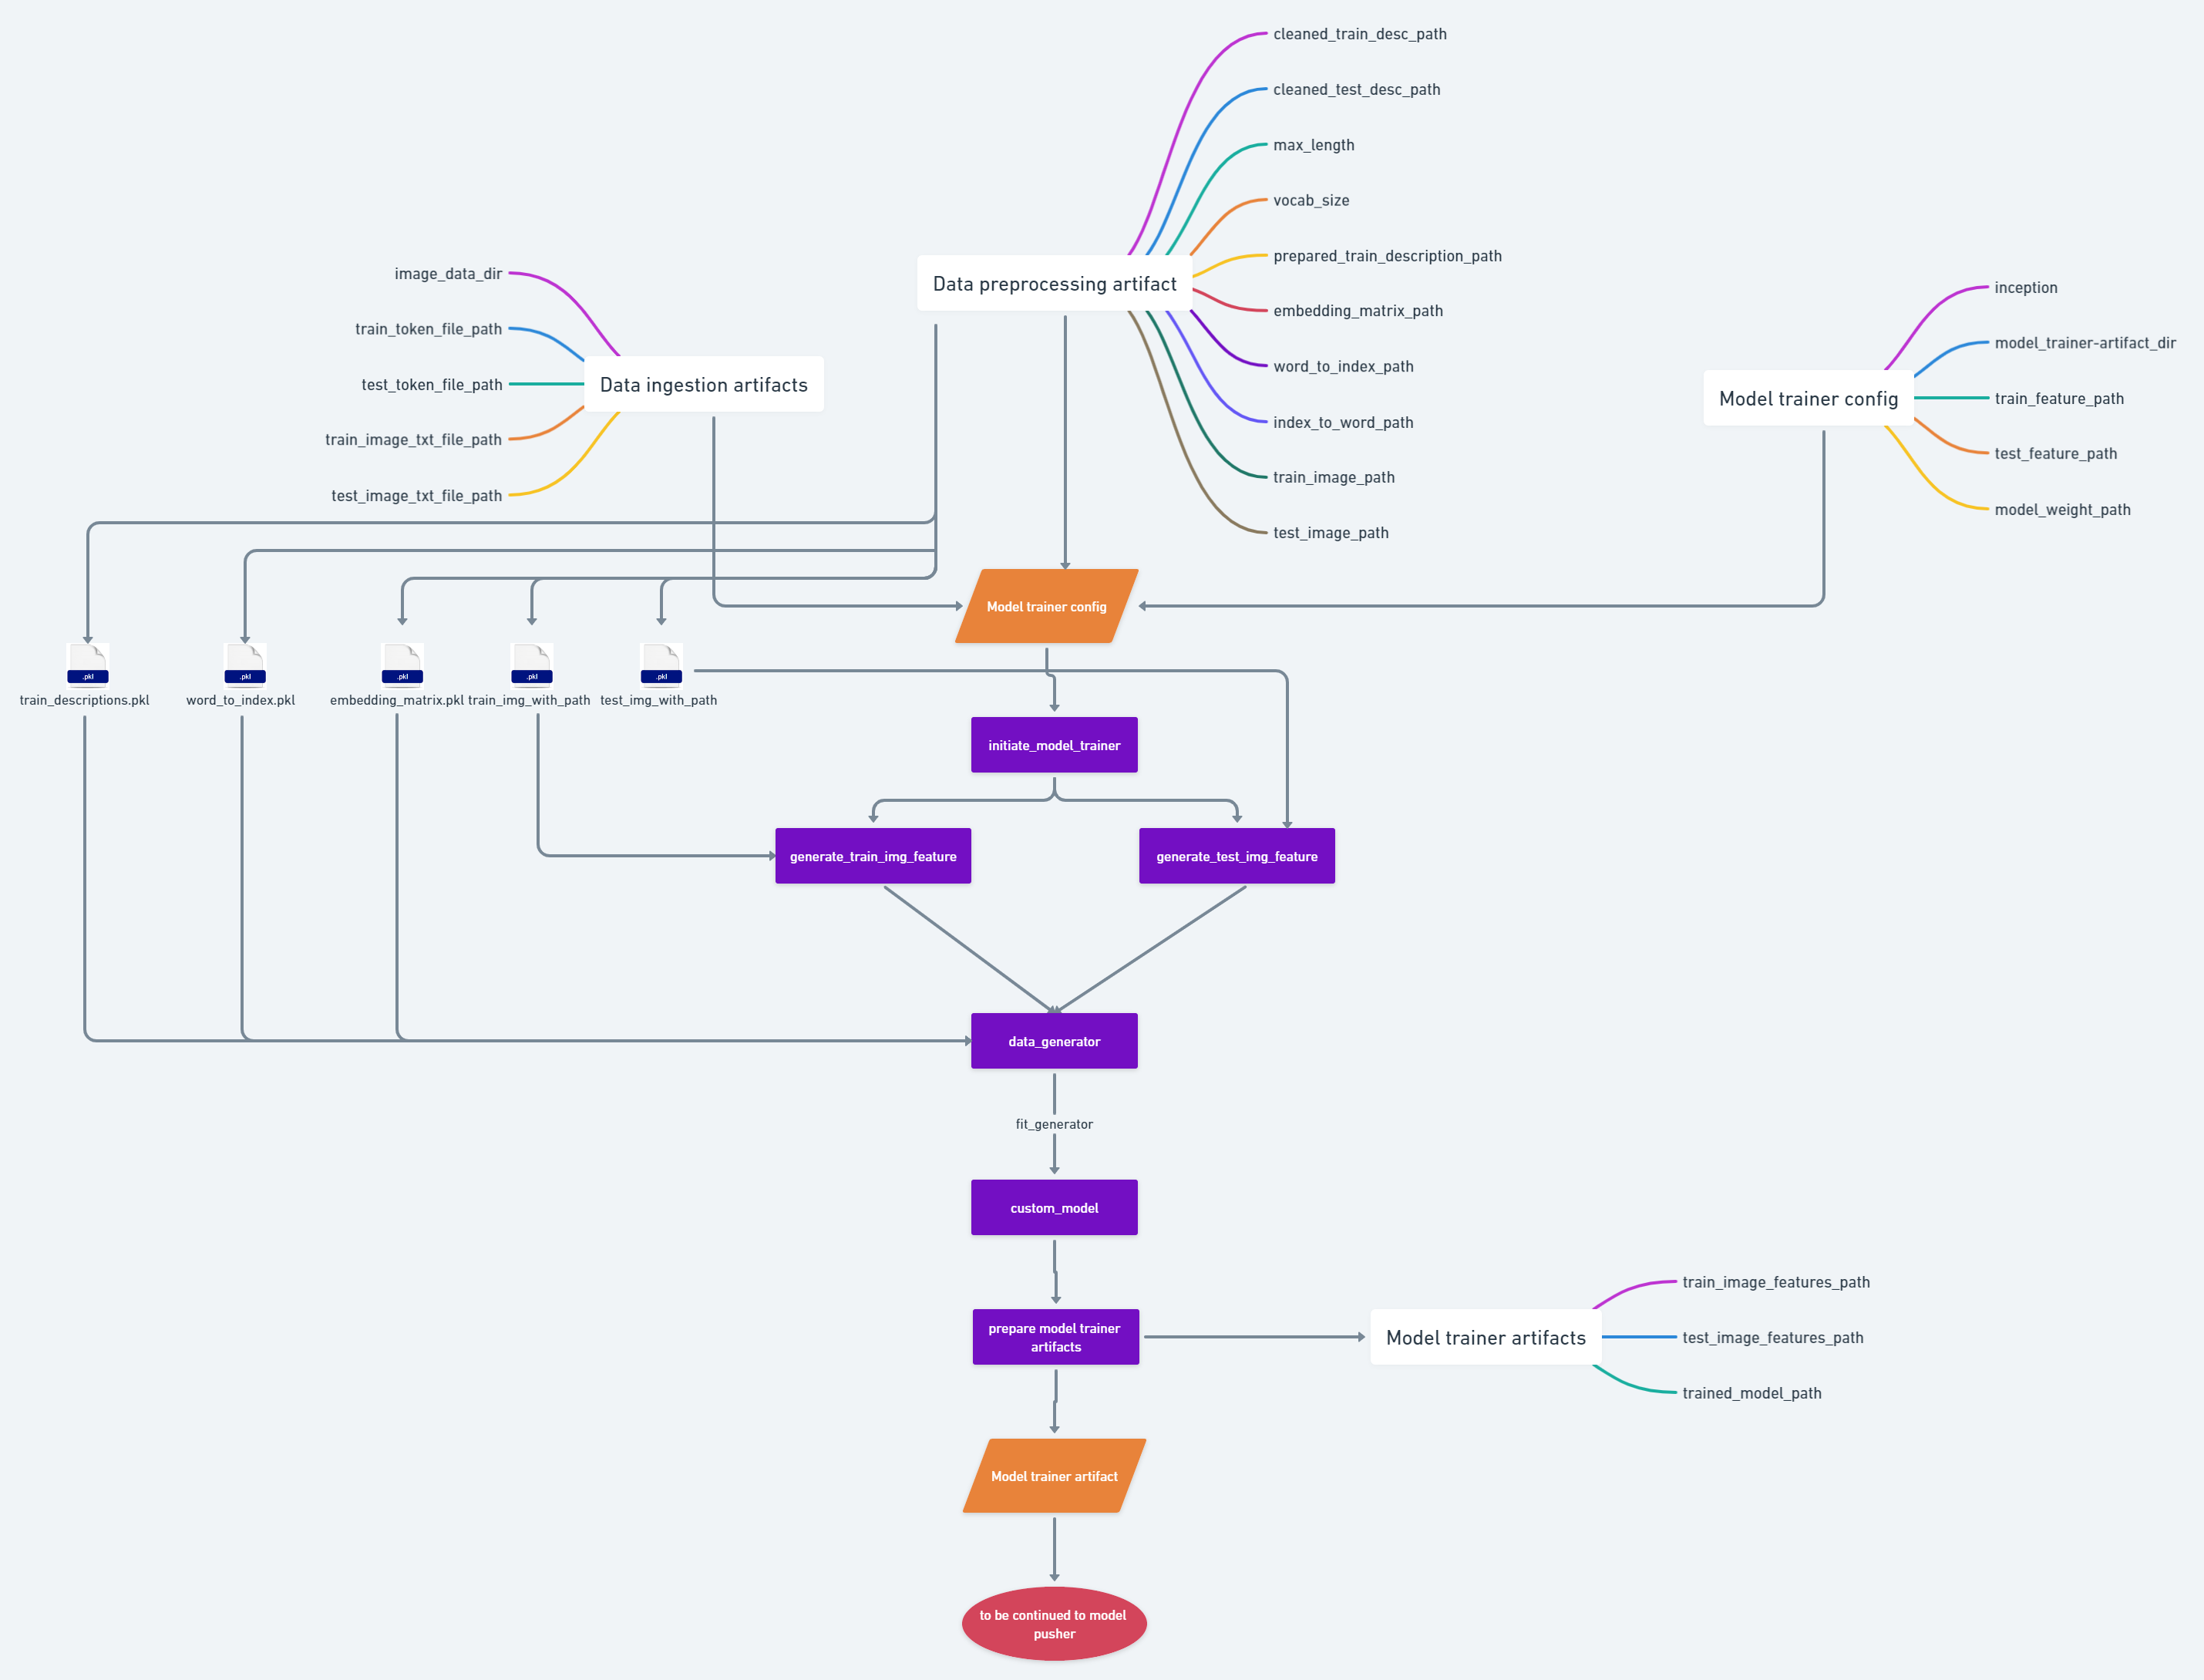 cleaned_train_desc_path
cleaned_test_desc_path
max_length
vocab_size
prepared_train_description_path
embedding_matrix_path
word_to_index_path
index_to_word_path
train_image_path
test_image_path
Data preprocessing artifact
image_data_dir
train_token_file_path
test_token_file_path
train_image_txt_file_path
test_image_txt_file_path
Data ingestion artifacts
inception
model_trainer-artifact_dir
train_feature_path
test_feature_path
model_weight_path
Model trainer config
Model trainer config
.pkl
.pkl
.pkl
.pkl
.pkl
train_descriptions.pkl
word_to_index.pkl
embedding_matrix.pkl
train_img_with_path
test_img_with_path
initiate_model_trainer
generate_train_img_feature
generate_test_img_feature
data_generator
fit_generator
custom_model
prepare model trainer
artifacts
Model trainer artifacts
train_image_features_path
test_image_features_path
trained_model_path
Model trainer artifact
to be continued to model
pusher